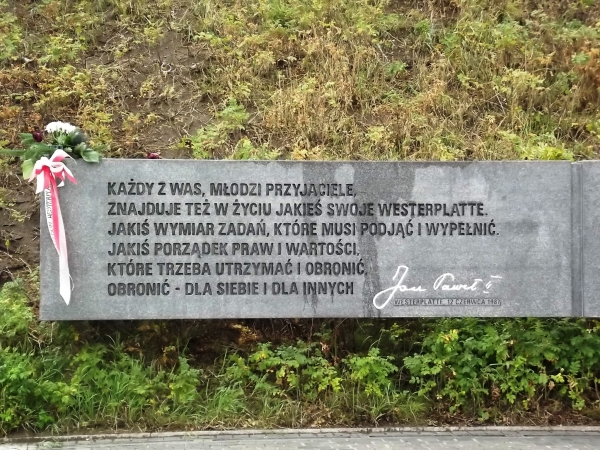 KAŻDY Z WAS, MŁODZI PRZYJACIELE,
ZNAJDUJE TEŻ W ŻYCIU JAKIEŚ SWOJE WESTERPLATTE.
JAKIŚ WYMIAR ZADAŃ, KTÓRE MUSI PODJĄĆ I WYPEŁNIĆ.
JAKIŚ PORZĄDEK PRAW I WARTOŚCI,
KTÓRE TRZEBA UTRZYMAĆ I OBRONIĆ,
OBRONIĆ - DLA SIEBIE I DLA INNYCH
Jan Paweł II
WESTERPLATTE, 12 CZERWCA 1987